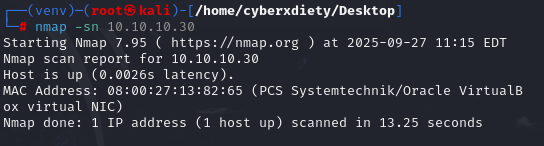 ┌──(venv)─(root㉿kali)-[/home/cyberxdiety/Desktop]
└─# nmap -sn 10.10.10.30
Starting Nmap 7.95 ( https://nmap.org ) at 2025-09-27 11:15 EDT
Nmap scan report for 10.10.10.30
Host is up (0.0026s latency).
MAC Address: 08:00:27:13:82:65 (PCS Systemtechnik/Oracle VirtualB
ox virtual NIC)
Nmap done: 1 IP address (1 host up) scanned in 13.25 seconds